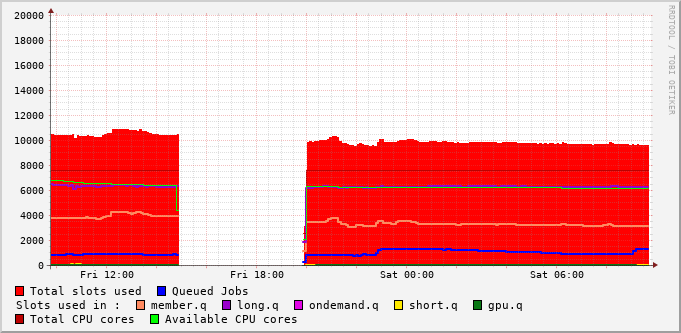 RRDTOOL / TOBI OETIKER
20000
18000
16000
14000
12000
10000
8000
6000
4000
2000
0
Fri 12:00 Fri 18:00 Sat 00:00 Sat 06:00
Total slots used Queued Jobs
Slots used in : member.q long.q ondemand.q short.q gpu.q
Total CPU cores Available CPU cores